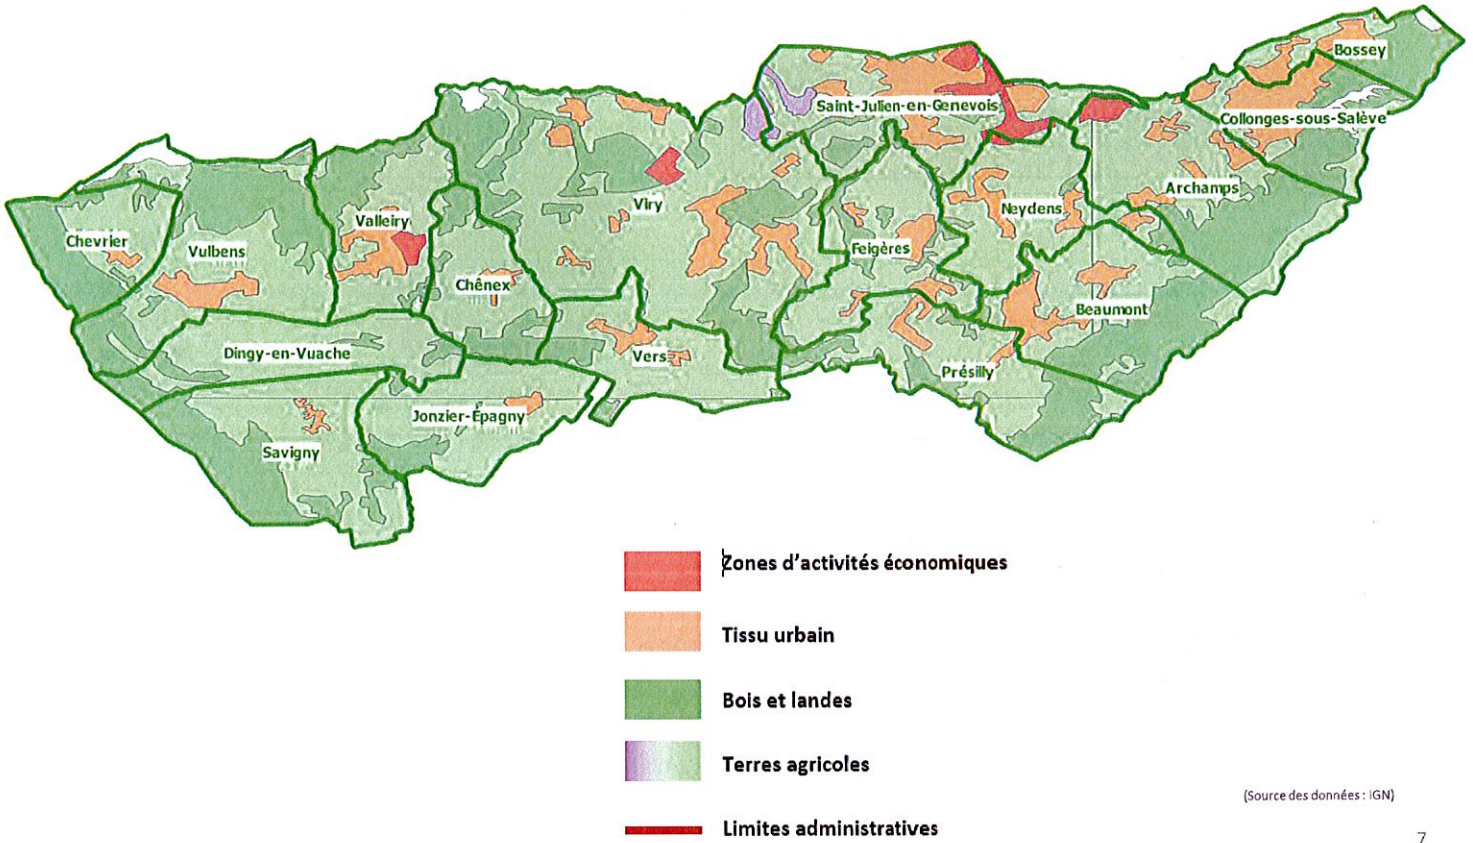 Bossey
Saint-Julien-en-Genevois
Collonges-sous-Salève
Archamps
Viry
Neydens
Valleiry
Chevrier
Vulbens
Feigères
Chênex
Beaumont
Dingy-en-Vuache
Vers
Présilly
Jonzier-Épagny
Savigny
Zones d'activités économiques
Tissu urbain
Bois et landes
Terres agricoles
(Source des données : IGN)
Limites administratives
7